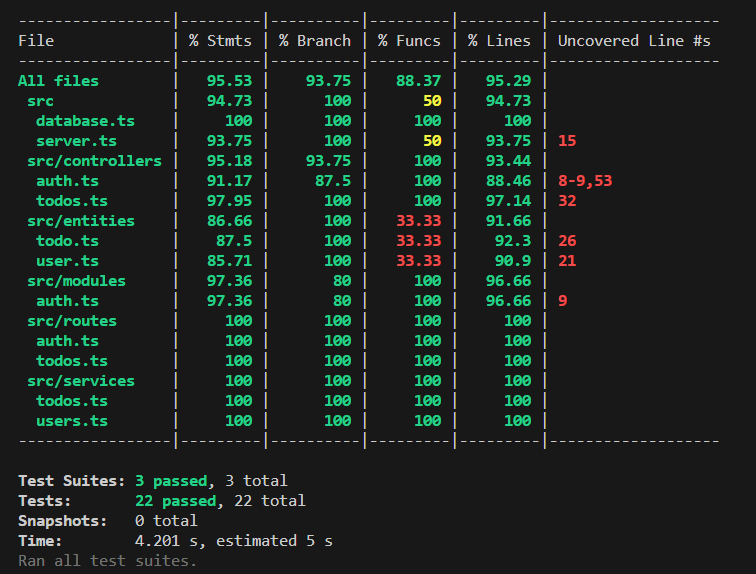 -----------------|---------|----------|---------|---------|-------------------
File             | % Stmts | % Branch | % Funcs | % Lines | Uncovered Line #s
-----------------|---------|----------|---------|---------|-------------------
All files        |   95.53 |    93.75 |   88.37 |   95.29 |
 src             |   94.73 |      100 |      50 |   94.73 |
  database.ts    |     100 |      100 |     100 |     100 |
  server.ts      |   93.75 |      100 |      50 |   93.75 | 15
 src/controllers |   95.18 |    93.75 |     100 |   93.44 |
  auth.ts        |   91.17 |     87.5 |     100 |   88.46 | 8-9,53
  todos.ts       |   97.95 |      100 |     100 |   97.14 | 32
 src/entities    |   86.66 |      100 |   33.33 |   91.66 |
  todo.ts        |    87.5 |      100 |   33.33 |    92.3 | 26
  user.ts        |   85.71 |      100 |   33.33 |    90.9 | 21
 src/modules     |   97.36 |       80 |     100 |   96.66 |
  auth.ts        |   97.36 |       80 |     100 |   96.66 | 9
 src/routes      |     100 |      100 |     100 |     100 |
  auth.ts        |     100 |      100 |     100 |     100 |
  todos.ts       |     100 |      100 |     100 |     100 |
 src/services    |     100 |      100 |     100 |     100 |
  todos.ts       |     100 |      100 |     100 |     100 |
  users.ts       |     100 |      100 |     100 |     100 |
-----------------|---------|----------|---------|---------|-------------------
Test Suites: 3 passed, 3 total
Tests:       22 passed, 22 total
Snapshots:   0 total
Time:        4.201 s, estimated 5 s
Ran all test suites.